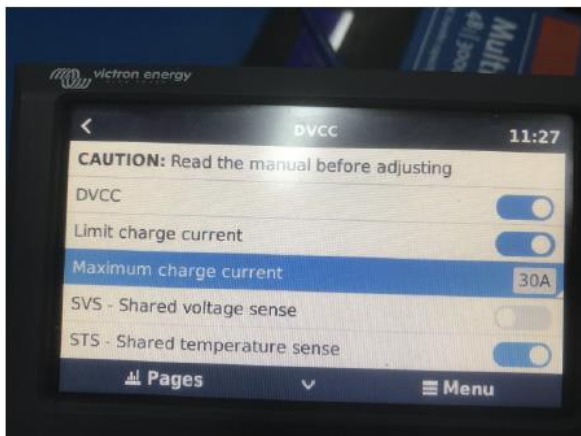 victron energy
DVCC
11:27
CAUTION: Read the manual before adjusting
DVCC
Limit charge current
Maximum charge current 30A
SVS - Shared voltage sense
STS - Shared temperature sense
Pages
Menu